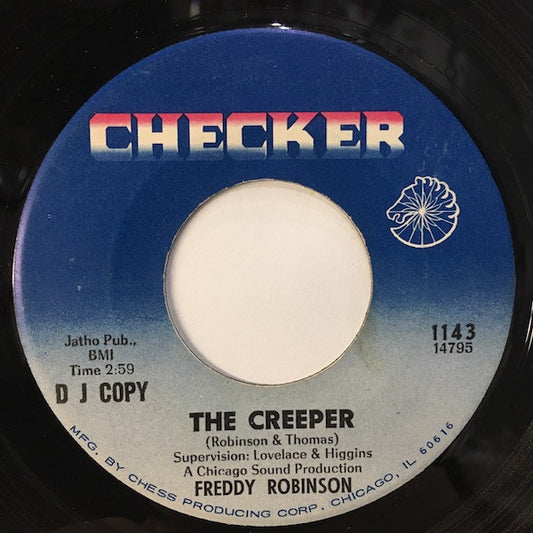 CHECKER
Jatho Pub.,
BMI
Time 2:59
D J COPY
1143
14795
THE CREEPER
(Robinson & Thomas)
Supervision: Lovelace & Higgins
A Chicago Sound Production
FREDDY ROBINSON
MFG. BY CHESS PRODUCING CORP. CHICAGO, IL 60616